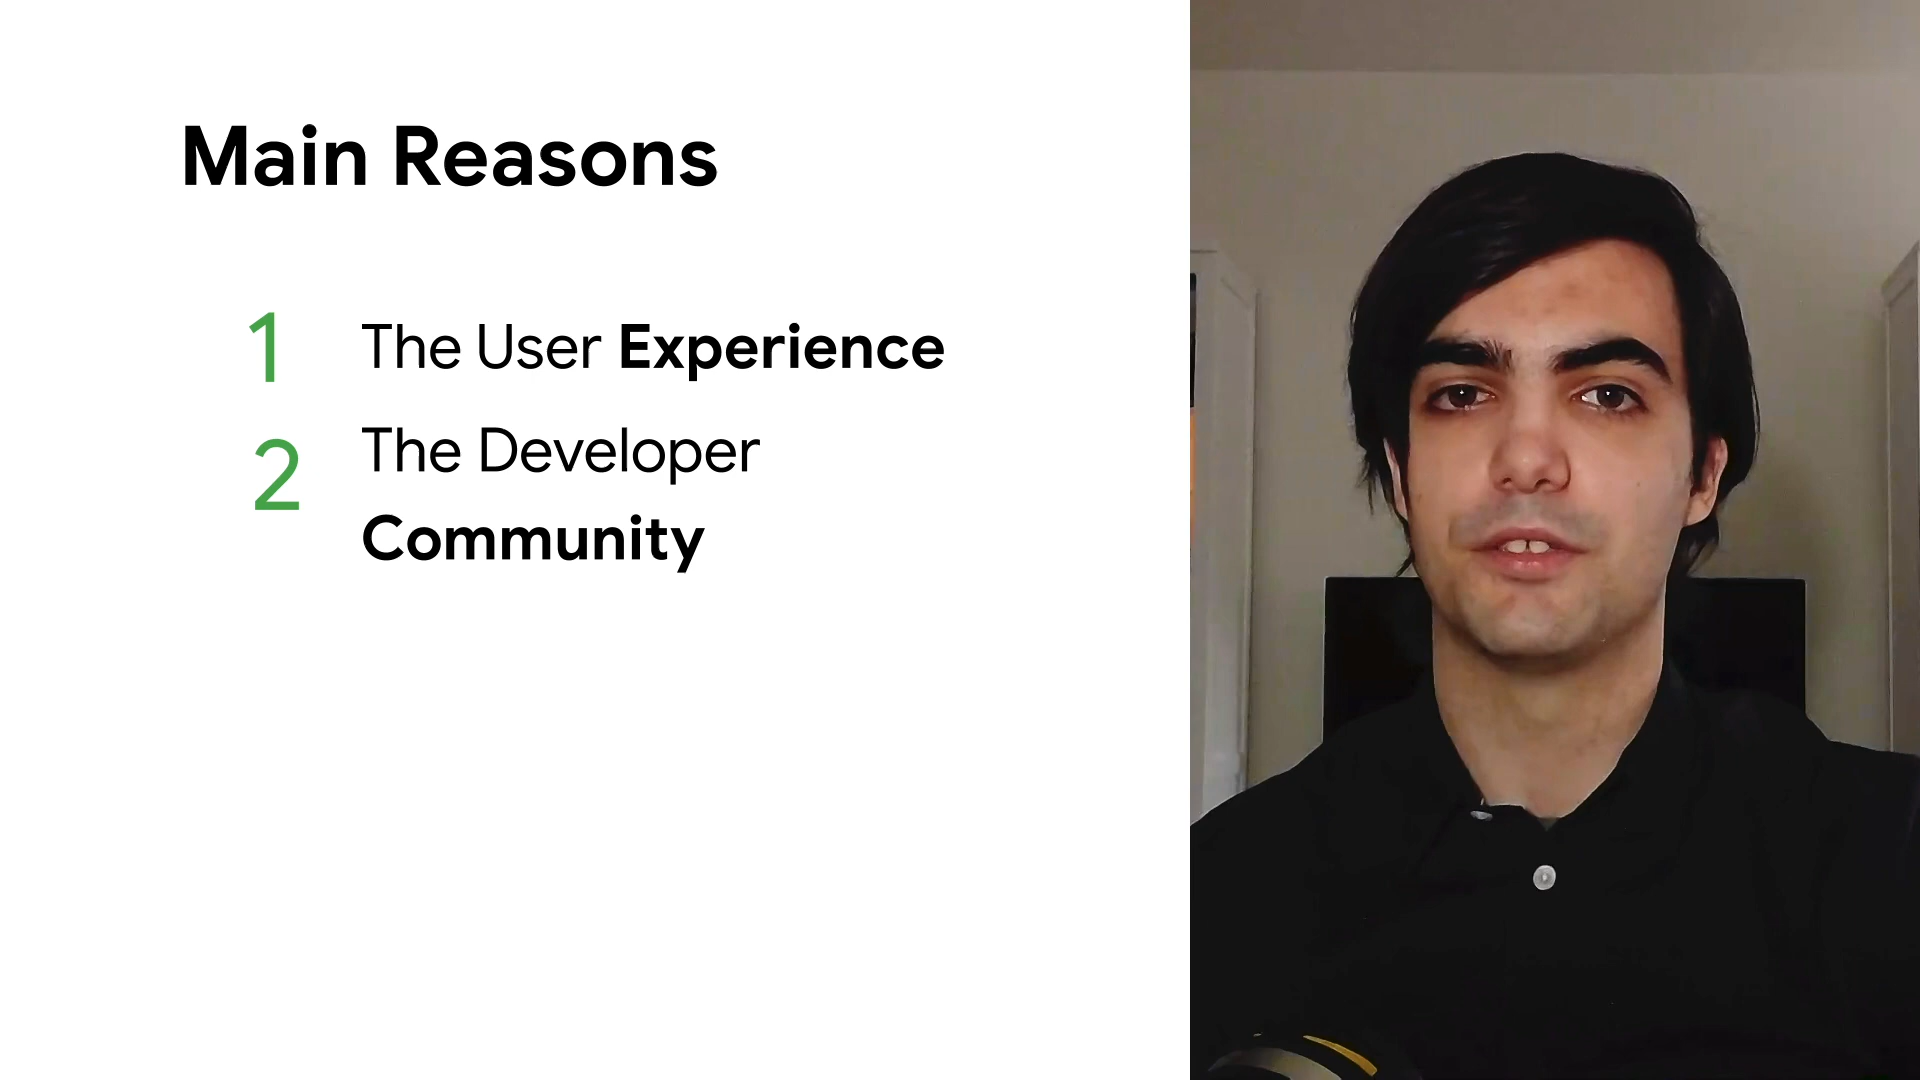 Main Reasons
1 The User Experience
2 The Developer
Community